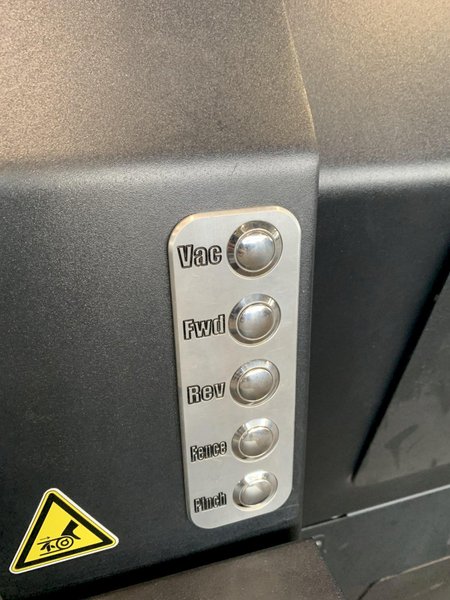 Vac
Fwd
Rev
Fence
Pinch